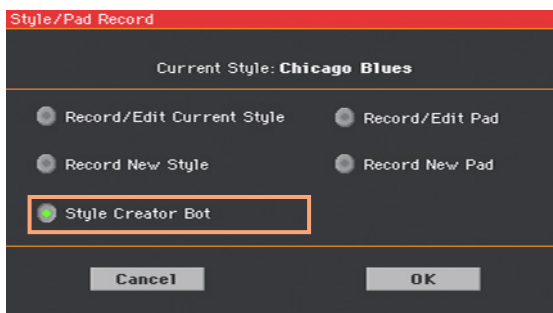 Style/Pad Record
Current Style: Chicago Blues
Record/Edit Current Style
Record/Edit Pad
Record New Style
Record New Pad
Style Creator Bot
Cancel
OK